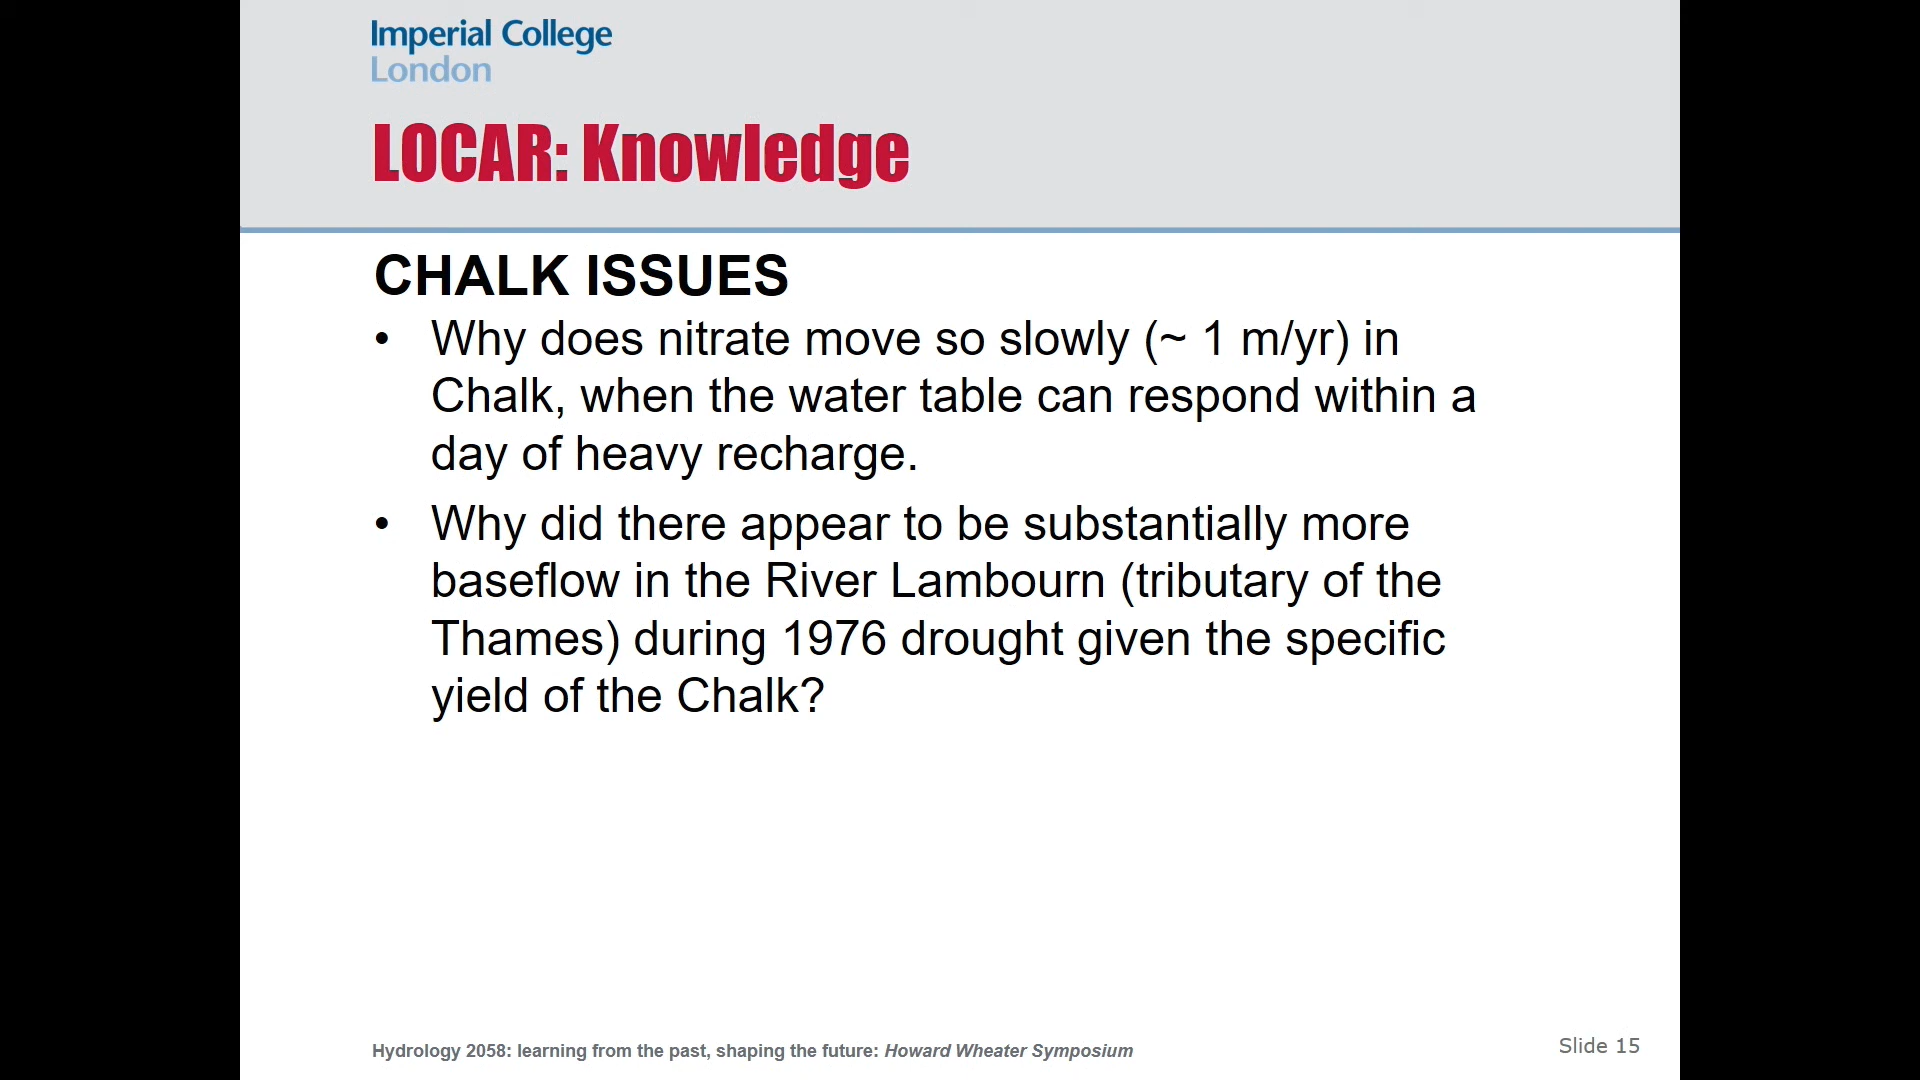 Imperial College
London
LOCAR: Knowledge
CHALK ISSUES
• Why does nitrate move so slowly (~ 1 m/yr) in
Chalk, when the water table can respond within a
day of heavy recharge.
• Why did there appear to be substantially more
baseflow in the River Lambourn (tributary of the
Thames) during 1976 drought given the specific
yield of the Chalk?
Hydrology 2058: learning from the past, shaping the future: Howard Wheater Symposium
Slide 15